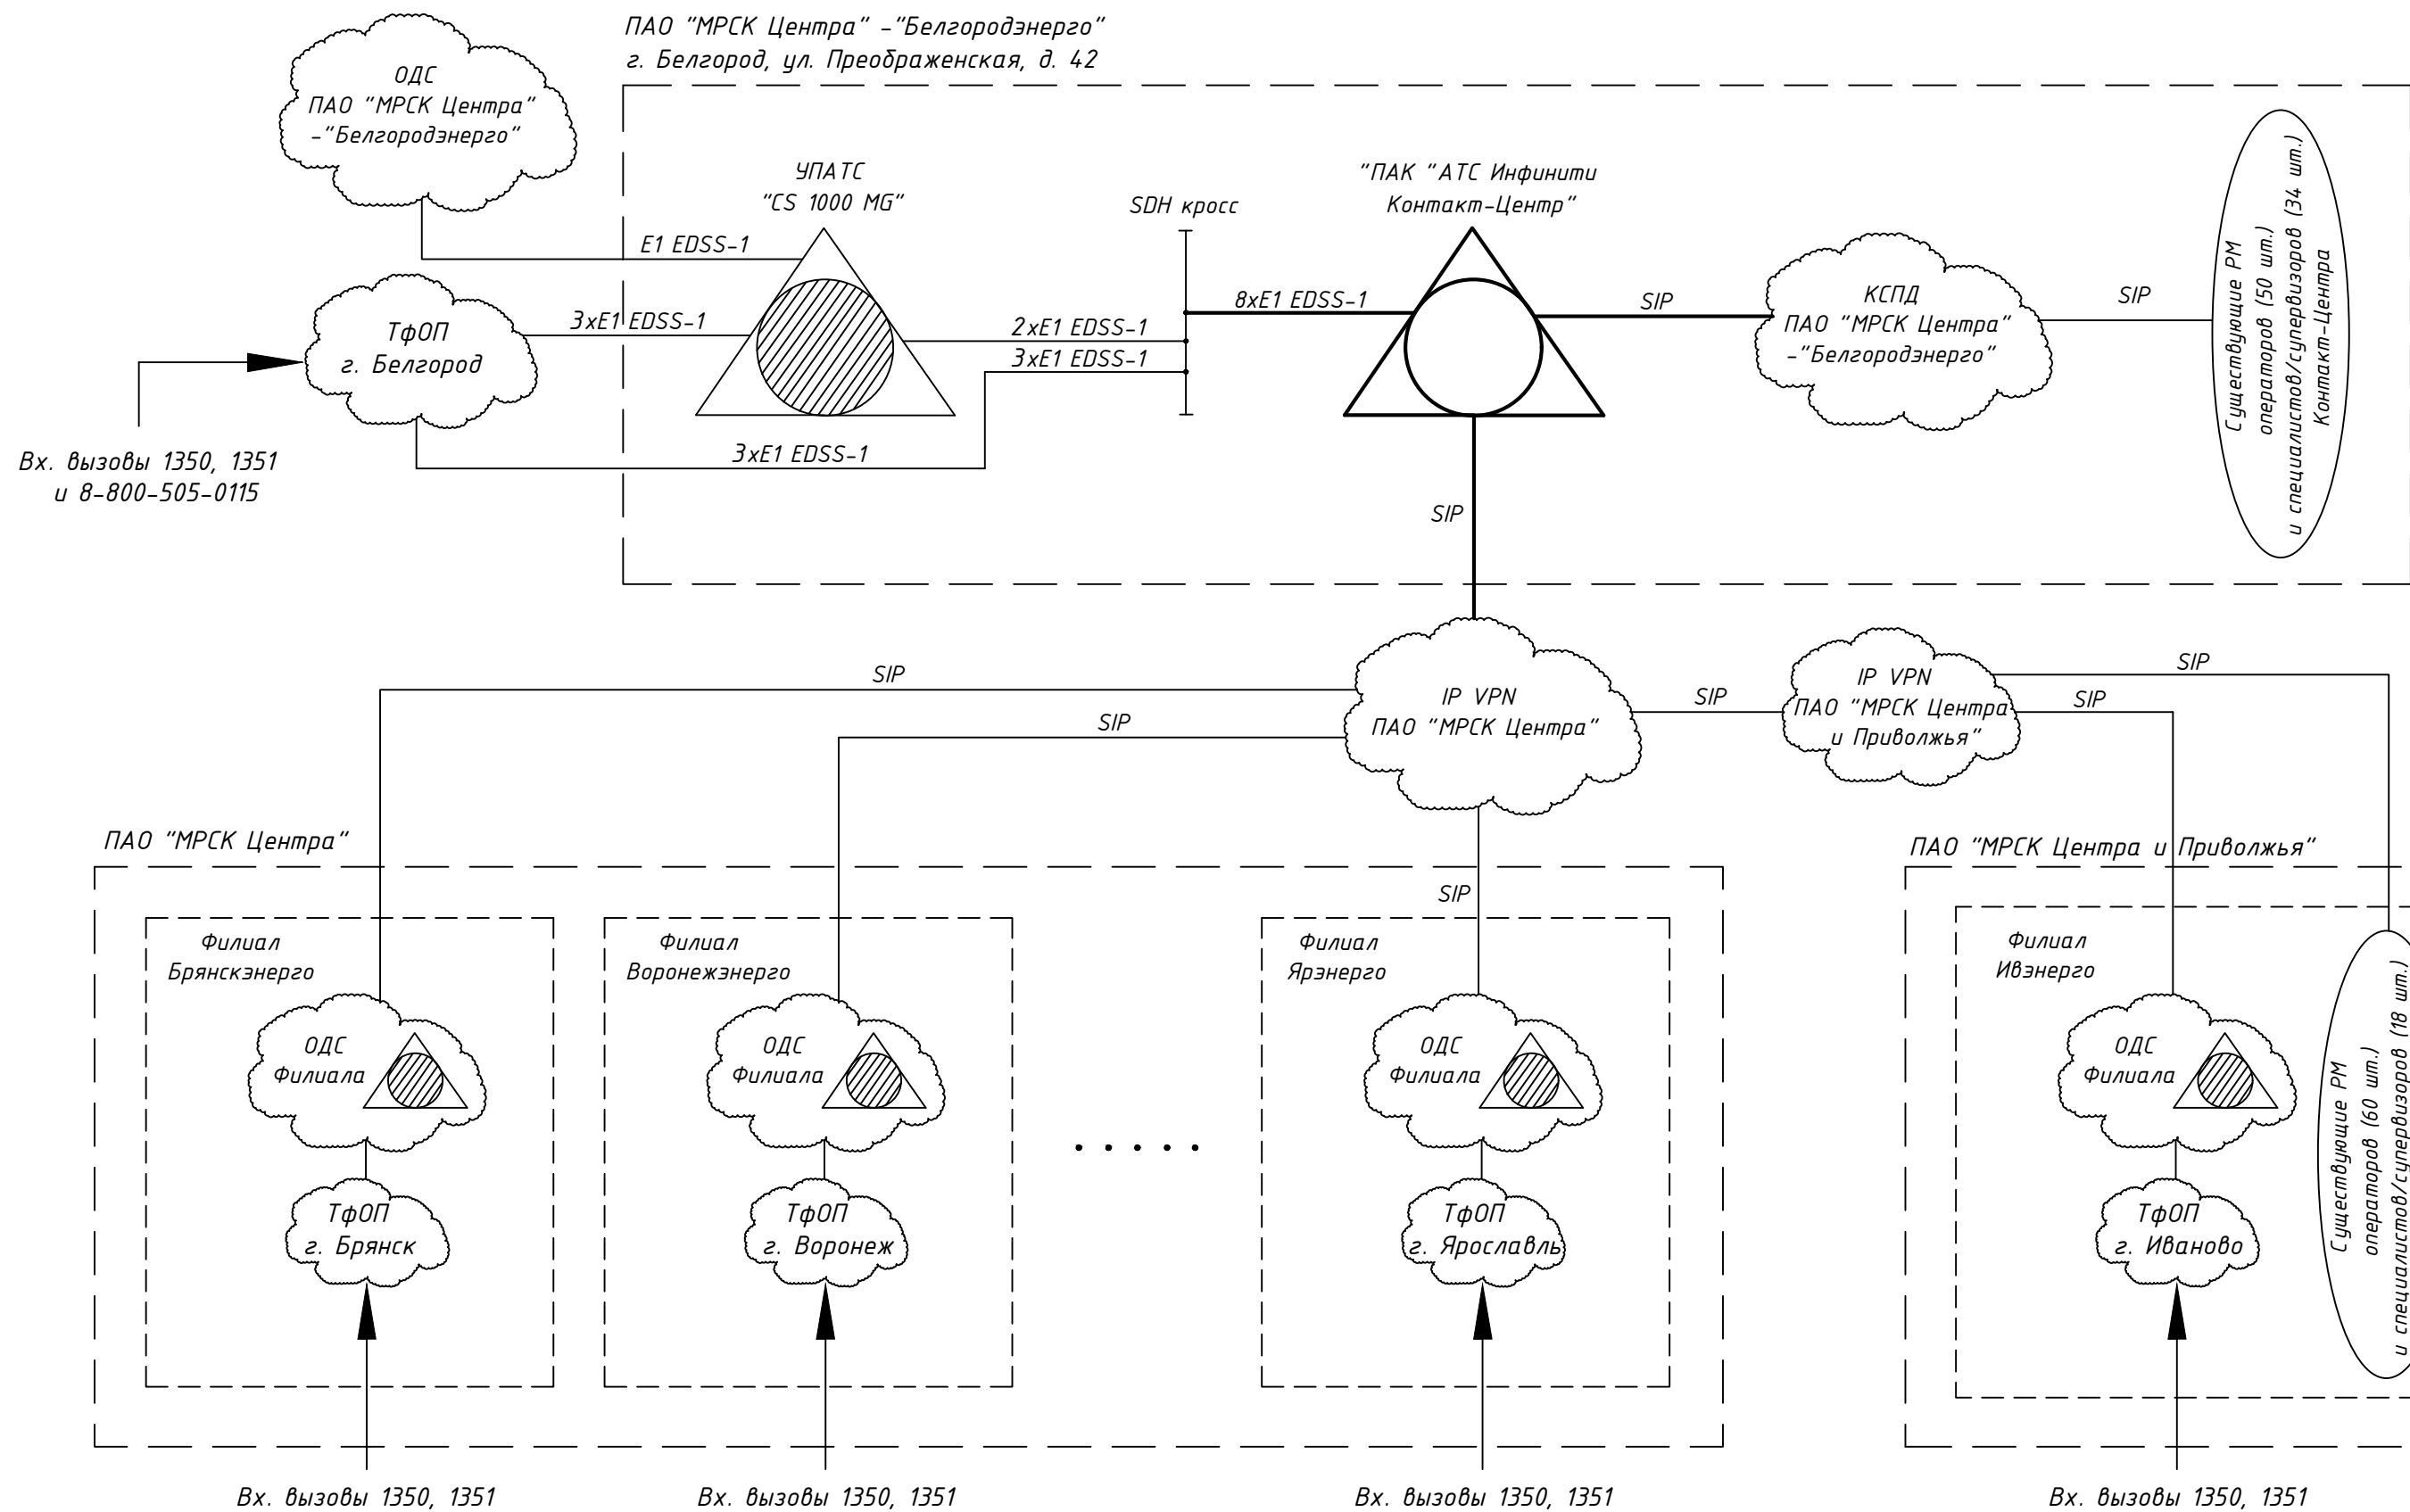 ПАО "МРСК Центра" -"Белгородэнерго"
г. Белгород, ул. Преображенская, д. 42
ОДС
ПАО "МРСК Центра"
-"Белгородэнерго"
УПАТС
"CS 1000 MG"
SDH кросс
"ПАК "АТС Инфинити
Контакт-Центр"
E1 EDSS-1
3xE1 EDSS-1
2xE1 EDSS-1
3xE1 EDSS-1
3xE1 EDSS-1
8xE1 EDSS-1
SIP
SIP
SIP
ТфОП
г. Белгород
КСПД
ПАО "МРСК Центра"
-"Белгородэнерго"
Существующие РМ
операторов (50 шт.)
и специалистов/супервизоров (34 шт.)
Контакт-Центра
Вх. вызовы 1350, 1351
и 8-800-505-0115
SIP
SIP
SIP
SIP
SIP
IP VPN
ПАО "МРСК Центра"
IP VPN
ПАО "МРСК Центра
и Приволжья"
ПАО "МРСК Центра"
ПАО "МРСК Центра и Приволжья"
SIP
Филиал
Брянскэнерго
ОДС
Филиала
ТфОП
г. Брянск
Филиал
Воронежэнерго
ОДС
Филиала
ТфОП
г. Воронеж
. . . . .
Филиал
Ярэнерго
ОДС
Филиала
ТфОП
г. Ярославль
Филиал
Ивэнерго
ОДС
Филиала
ТфОП
г. Иваново
Существующие РМ
операторов (60 шт.)
и специалистов/супервизоров (18 шт.)
Вх. вызовы 1350, 1351
Вх. вызовы 1350, 1351
Вх. вызовы 1350, 1351
Вх. вызовы 1350, 1351